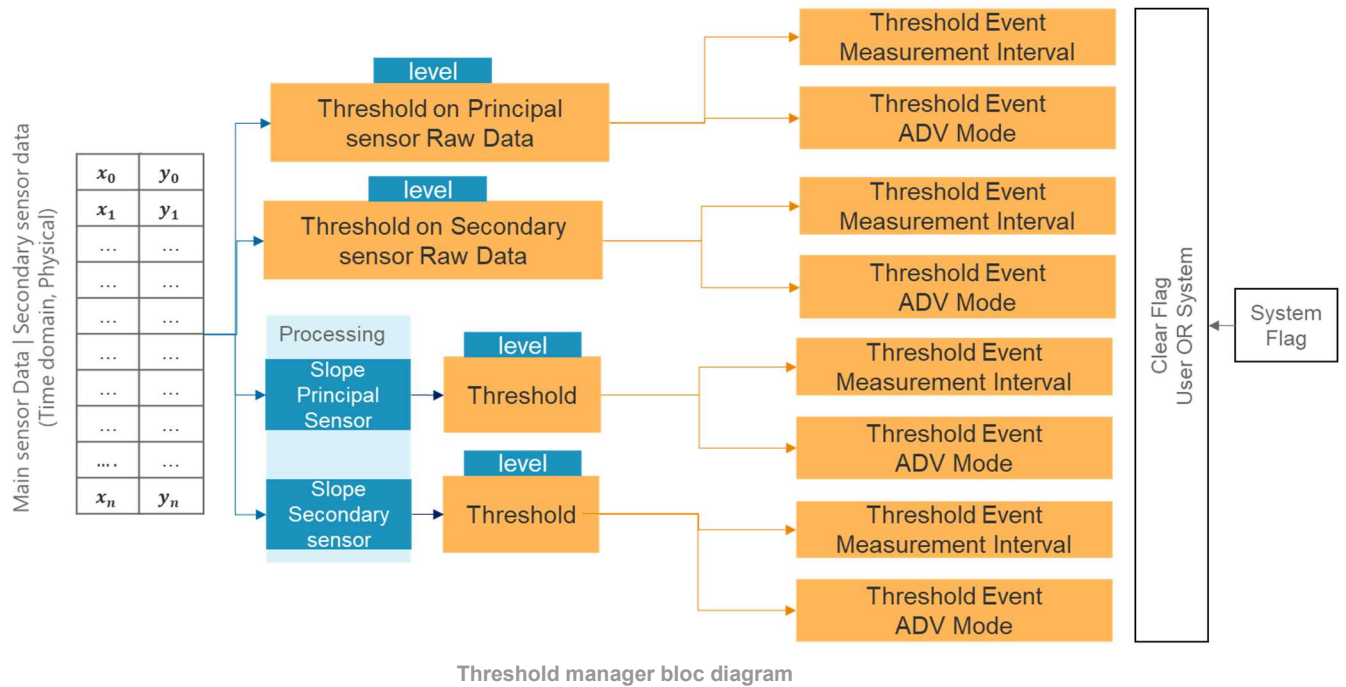 Main sensor Data | Secondary sensor data
(Time domain, Physical)
x₀ y₀
x₁ y₁
... ...
... ...
... ...
... ...
... ...
... ...
.... ...
xₙ yₙ
level
Threshold on Principal
sensor Raw Data
level
Threshold on Secondary
sensor Raw Data
Processing
Slope
Principal
Sensor
level
Threshold
Slope
Secondary
sensor
level
Threshold
Threshold Event
Measurement Interval
Threshold Event
ADV Mode
Threshold Event
Measurement Interval
Threshold Event
ADV Mode
Threshold Event
Measurement Interval
Threshold Event
ADV Mode
Threshold Event
Measurement Interval
Threshold Event
ADV Mode
Clear Flag
User OR System
System
Flag
Threshold manager bloc diagram